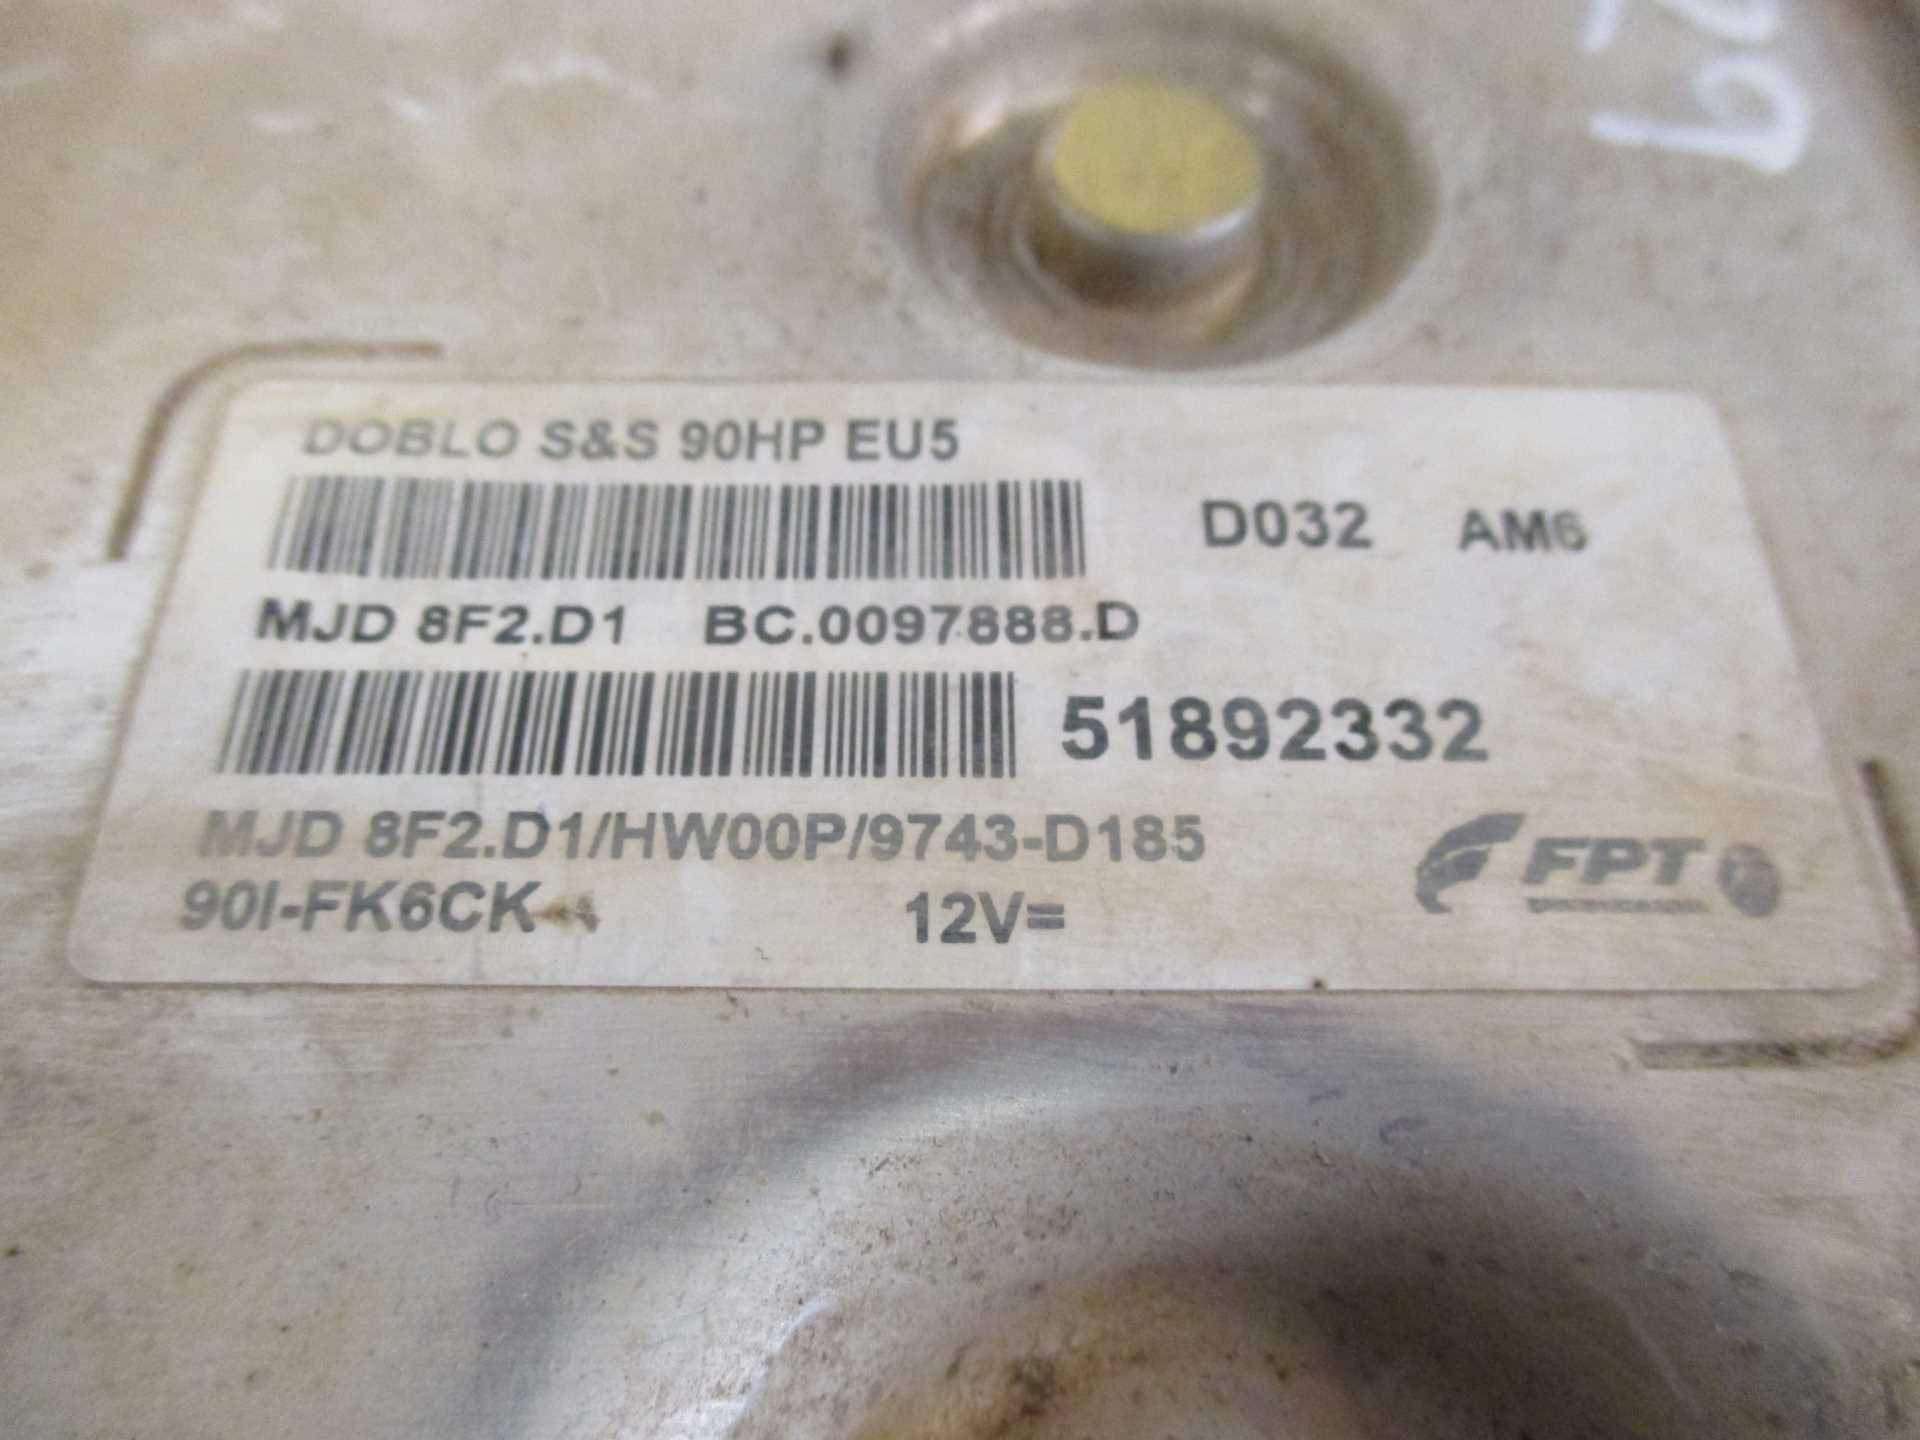 DOBLO S&S 90HP EU5
D032 AM6
MJD 8F2.D1 BC.0097888.D
51892332
MJD 8F2.D1/HW00P/9743-D185
90I-FK6CK
12V=
FPT